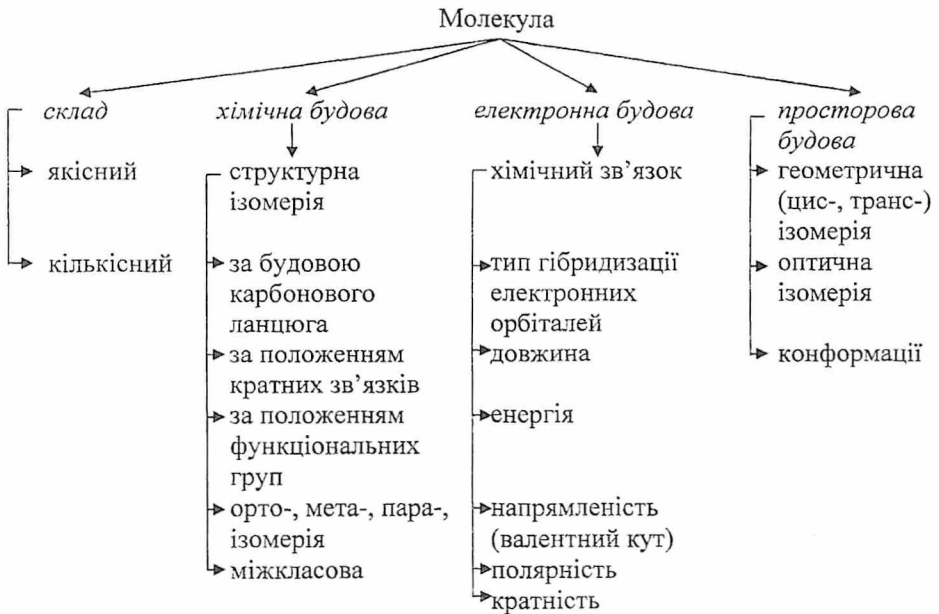 Молекула
склад
якісний
кількісний
хімічна будова
структурна
ізомерія
за будовою
карбонового
ланцюга
за положенням
кратних зв’язків
за положенням
функціональних
груп
орто-, мета-, пара-,
ізомерія
міжкласова
електронна будова
хімічний зв’язок
тип гібридизації
електронних
орбіталей
довжина
енергія
напрямленість
(валентний кут)
полярність
кратність
просторова
будова
геометрична
(цис-, транс-)
ізомерія
оптична
ізомерія
конформації